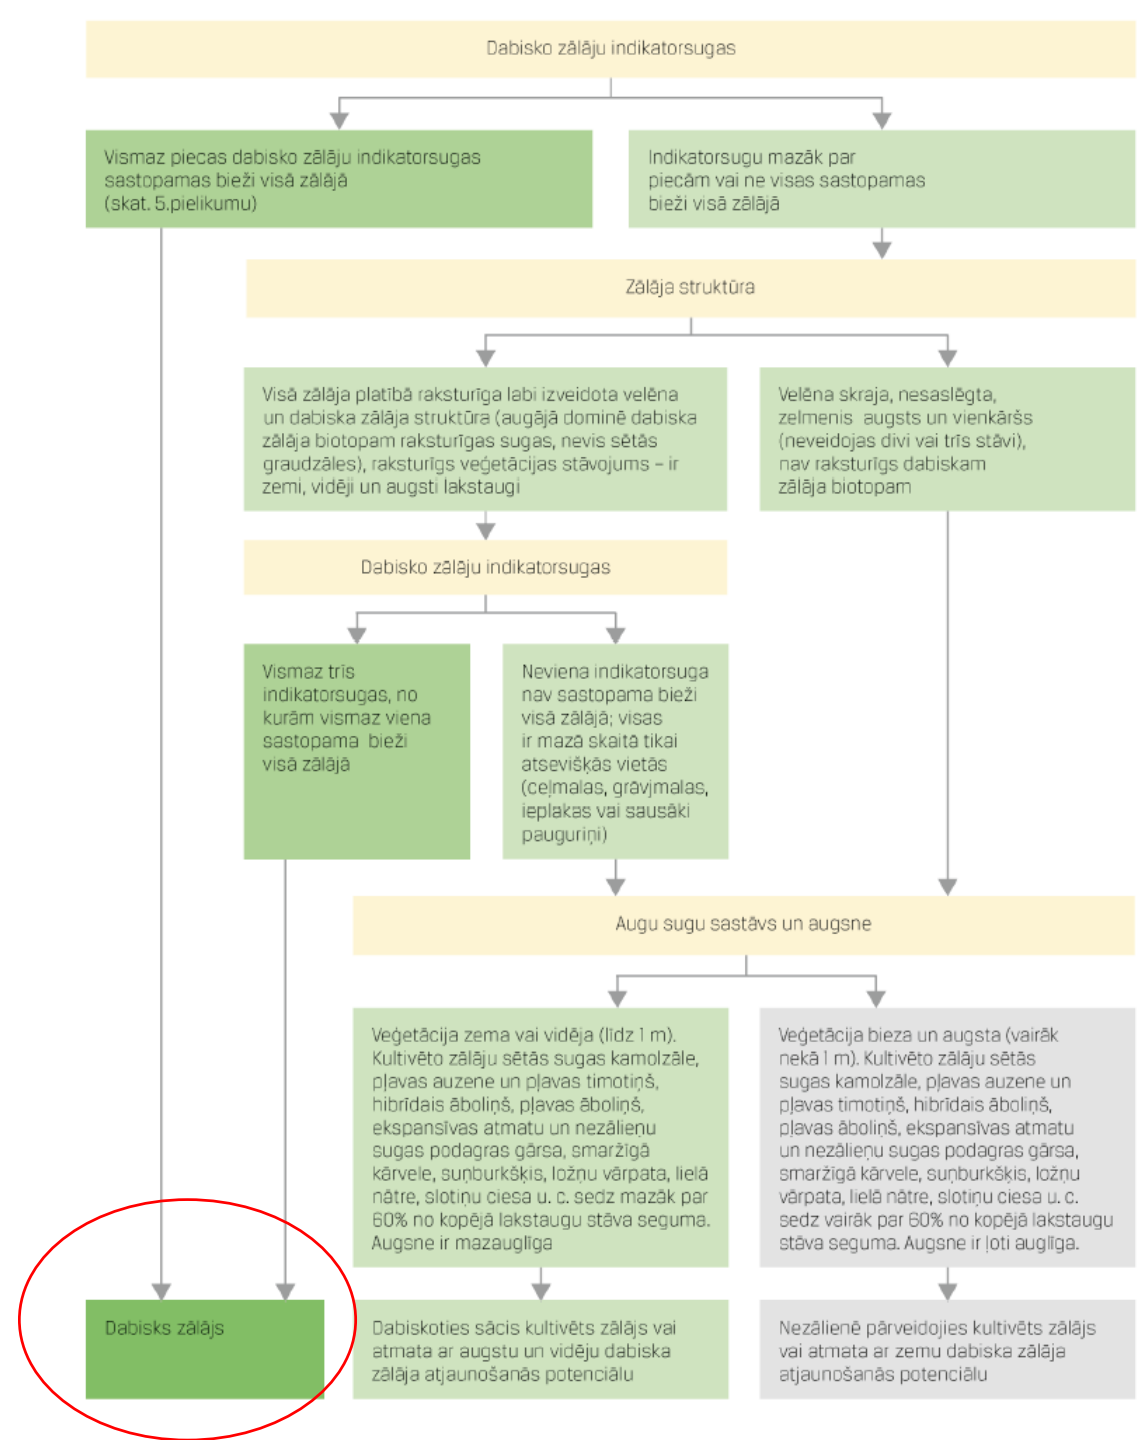 Dabisko zālāju indikatorsugas
Vismaz piecas dabisko zālāju indikatorsugas
sastopamas bieži visā zālājā
(skat. 5.pielikumu)
Indikatorsugu mazāk par
piecām vai ne visas sastopamas
bieži visā zālājā
Zālāja struktūra
Visā zālāja platībā raksturīga labi izveidota velēna
un dabiska zālāja struktūra (augājā dominē dabiska
zālāja biotopam raksturīgas sugas, nevis sētās
graudzāles), raksturīgs veģetācijas stāvojums – ir
zemi, vidēji un augsti lakstaugi
Velēna skraja, nesaslēgta,
zelmenis augsts un vienkāršs
(neveidojas divi vai trīs stāvi),
nav raksturīgs dabiskam
zālāja biotopam
Dabisko zālāju indikatorsugas
Vismaz trīs
indikatorsugas, no
kurām vismaz viena
sastopama bieži
visā zālājā
Neviena indikatorsuga
nav sastopama bieži
visā zālājā; visas
ir mazā skaitā tikai
atsevišķās vietās
(ceļmalas, grāvjmalas,
ieplakas vai sausāki
pauguriņi)
Augu sugu sastāvs un augsne
Veģetācija zema vai vidēja (līdz 1 m).
Kultivēto zālāju sētās sugas kamolzāle,
pļavas auzene un pļavas timotiņš,
hibrīdais āboliņš, pļavas āboliņš,
ekspansīvas atmatu un nezālieņu
sugas podagras gārsa, smaržīgā
kārvele, suņburkšķis, ložņu vārpata, lielā
nātre, slotiņu ciesa u. c. sedz mazāk par
60% no kopējā lakstaugu stāva seguma.
Augsne ir mazauglīga
Veģetācija bieza un augsta (vairāk
nekā 1 m). Kultivēto zālāju sētās
sugas kamolzāle, pļavas auzene un
pļavas timotiņš, hibrīdais āboliņš,
pļavas āboliņš, ekspansīvas atmatu
un nezālieņu sugas podagras gārsa,
smaržīgā kārvele, suņburkšķis, ložņu
vārpata, lielā nātre, slotiņu ciesa u. c.
sedz vairāk par 60% no kopējā lakstaugu
stāva seguma. Augsne ir ļoti auglīga.
Dabisks zālājs
Dabiskoties sācis kultivēts zālājs vai
atmata ar augstu un vidēju dabiska
zālāja atjaunošanās potenciālu
Nezālienē pārveidojies kultivēts zālājs
vai atmata ar zemu dabiska zālāja
atjaunošanās potenciālu